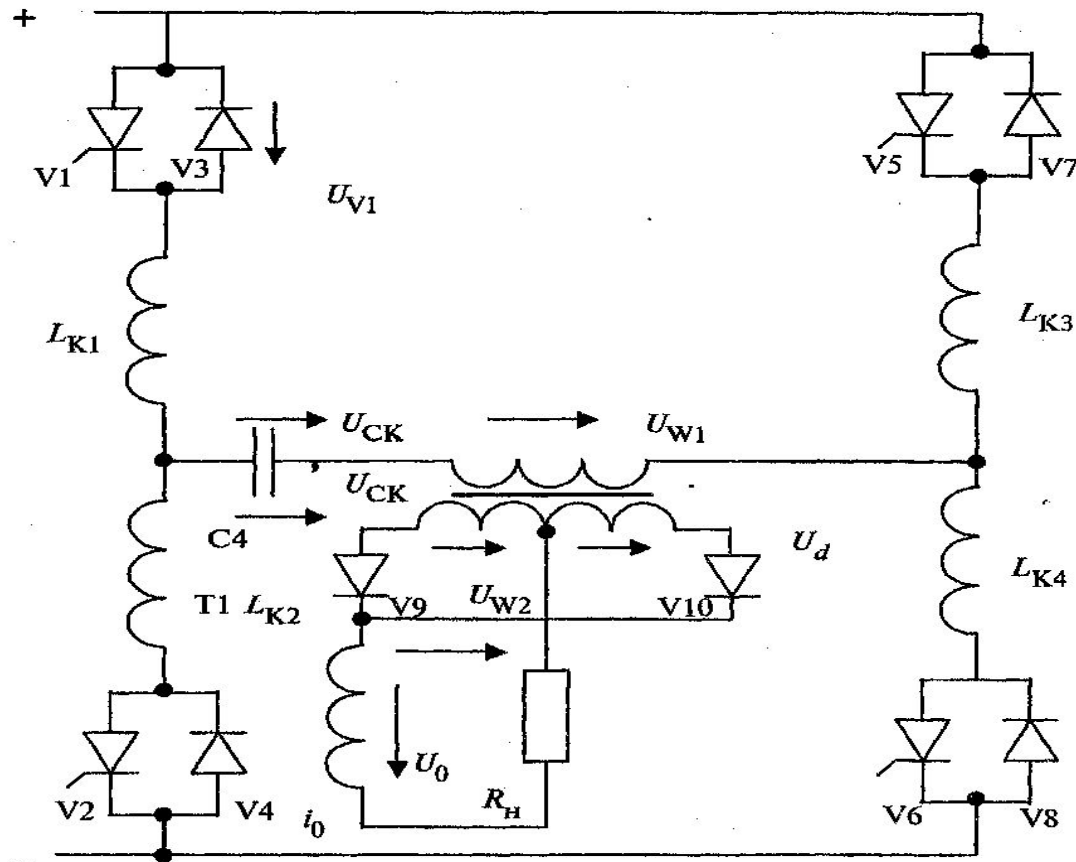 +
V1
V3
V5
V7
U_V1
L_K1
L_K3
U_CK
U_W1
U_CK
C4
U_d
L_K4
T1 L_K2
V9
U_W2
V10
V2
V4
U_0
i_0
R_н
V6
V8